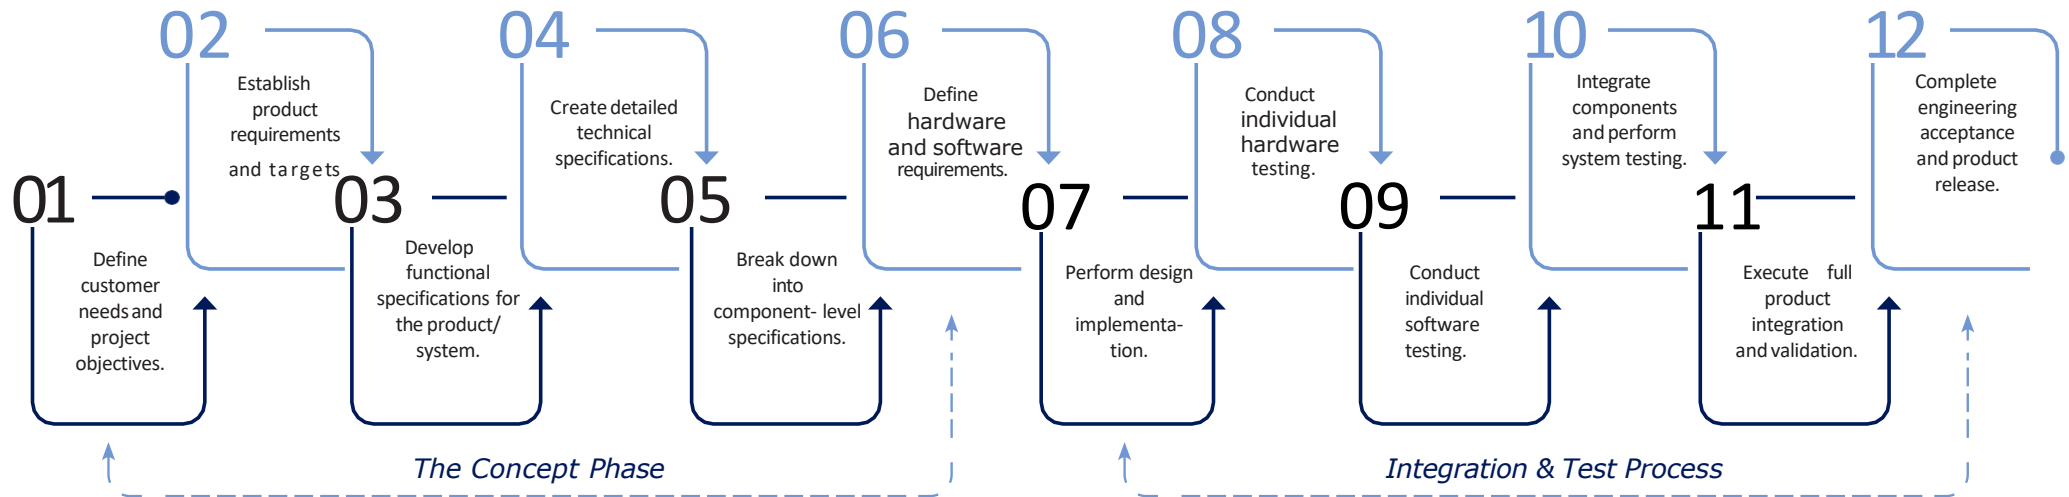 01
Define
customer
needs and
project
objectives.
02
Establish
product
requirements
and targets
03
Develop
functional
specifications for
the product/
system.
04
Create detailed
technical
specifications.
05
Break down
into
component- level
specifications.
06
Define
hardware
and software
requirements.
07
Perform design
and
implementa-
tion.
08
Conduct
individual
hardware
testing.
09
Conduct
individual
software
testing.
10
Integrate
components
and perform
system testing.
11
Execute full
product
integration
and validation.
12
Complete
engineering
acceptance
and product
release.
The Concept Phase
Integration & Test Process